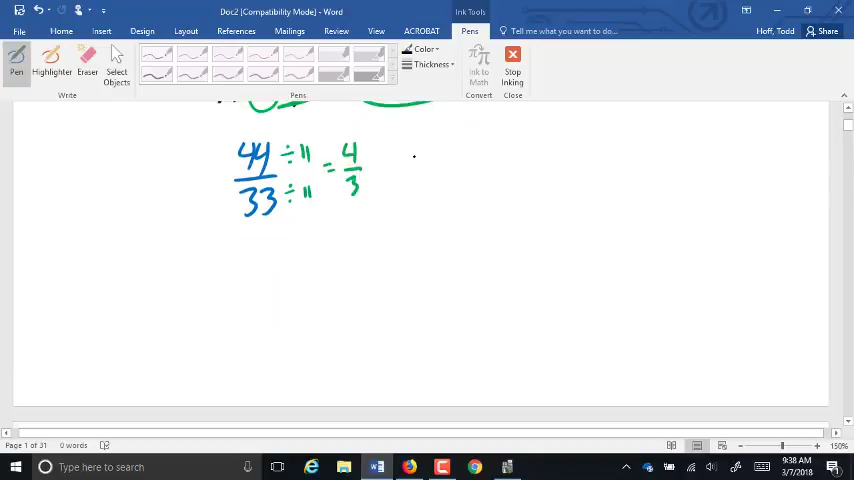 Doc2 [Compatibility Mode] - Word
Ink Tools
Hoff, Todd
File Home Insert Design Layout References Mailings Review View ACROBAT Pens Tell me what you want to do... Share
Pen
Highlighter
Eraser
Select Objects
Color
Thickness
Ink to Math
Stop Inking
Write
Pens
Convert
Close
44 ÷ 11 = 4
33 ÷ 11 3
Page 1 of 31 0 words
150%
Type here to search
9:38 AM
3/7/2018
1